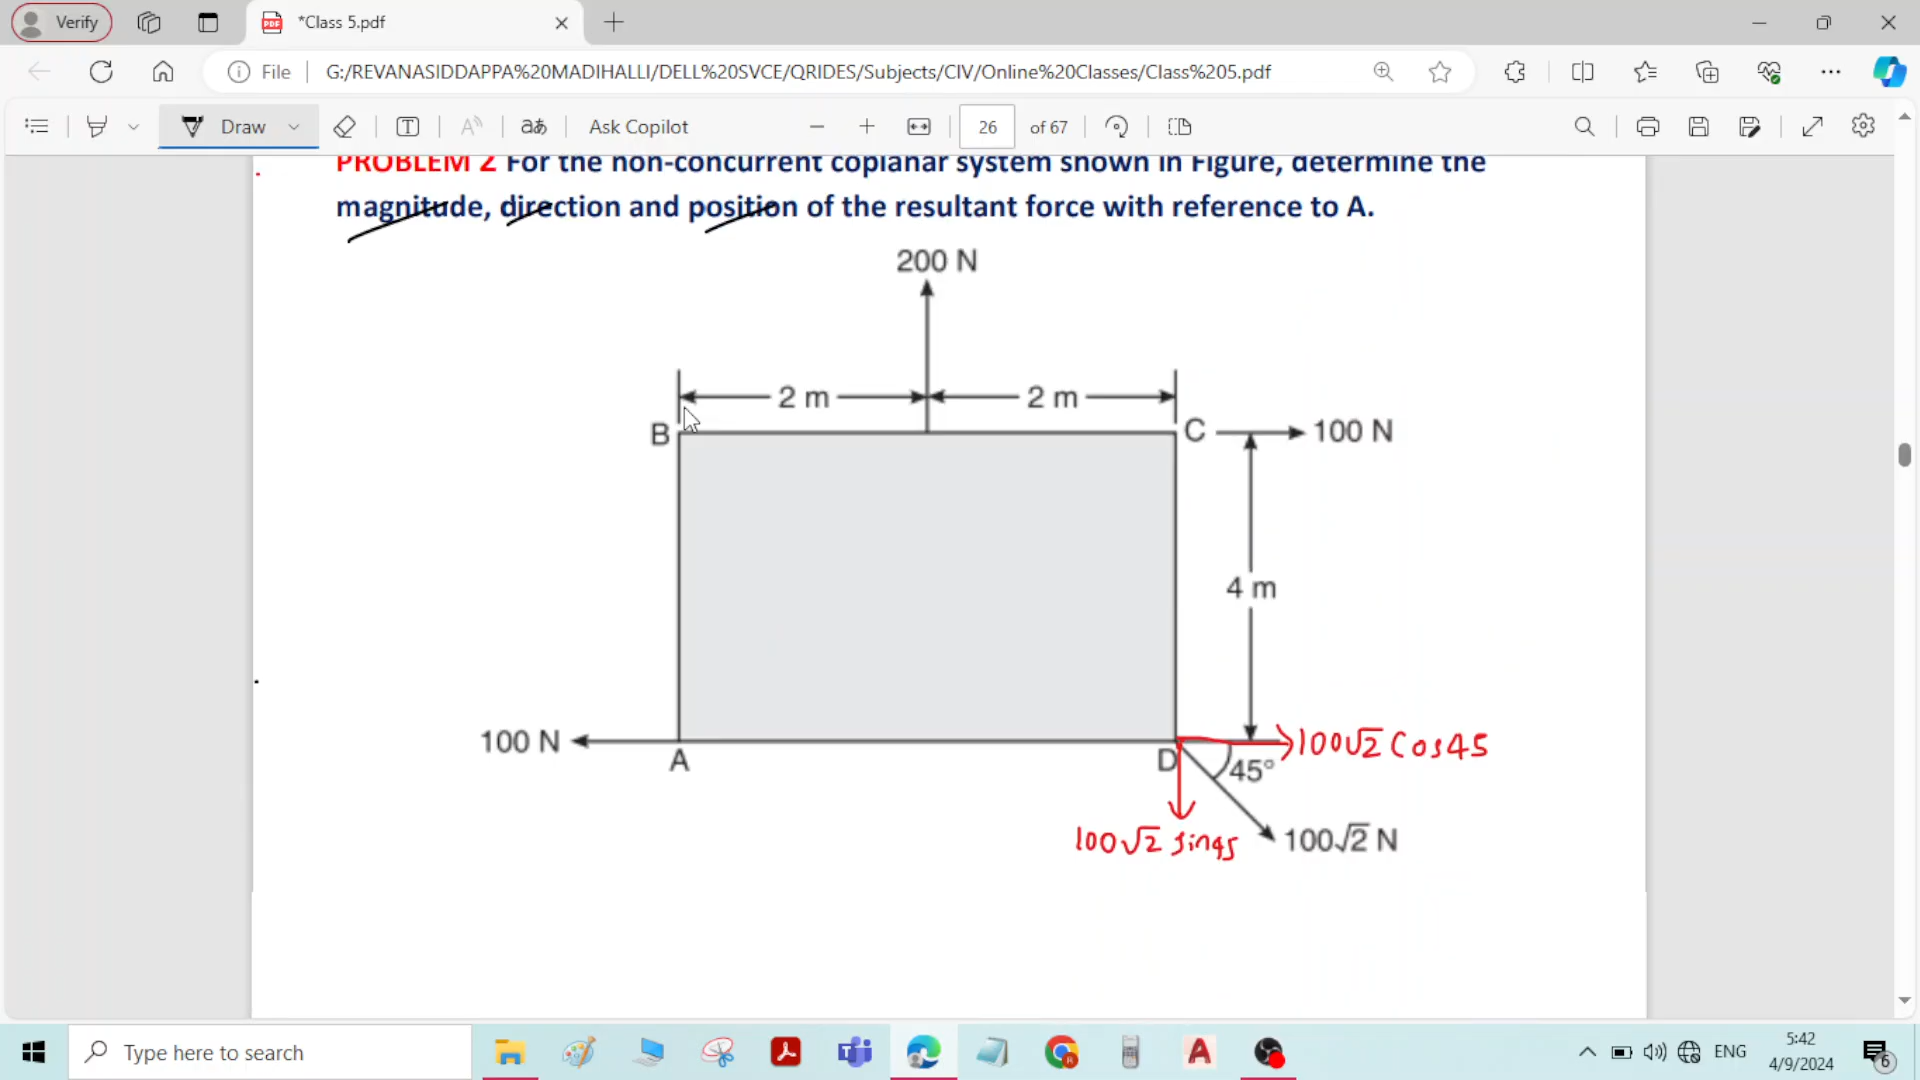 Verify
*Class 5.pdf
File
G:/REVANASIDDAPPA%20MADIHALLI/DELL%20SVCE/QRIDES/Subjects/CIV/Online%20Classes/Class%205.pdf
Draw
Ask Copilot
26 of 67
PROBLEM 2 For the non-concurrent coplanar system shown in Figure, determine the
magnitude, direction and position of the resultant force with reference to A.
200 N
2 m
2 m
B
C
100 N
4 m
100 N
A
D
45°
100√2 Cos45
100√2 sin45
100√2 N
Type here to search
ENG
5:42
4/9/2024
6